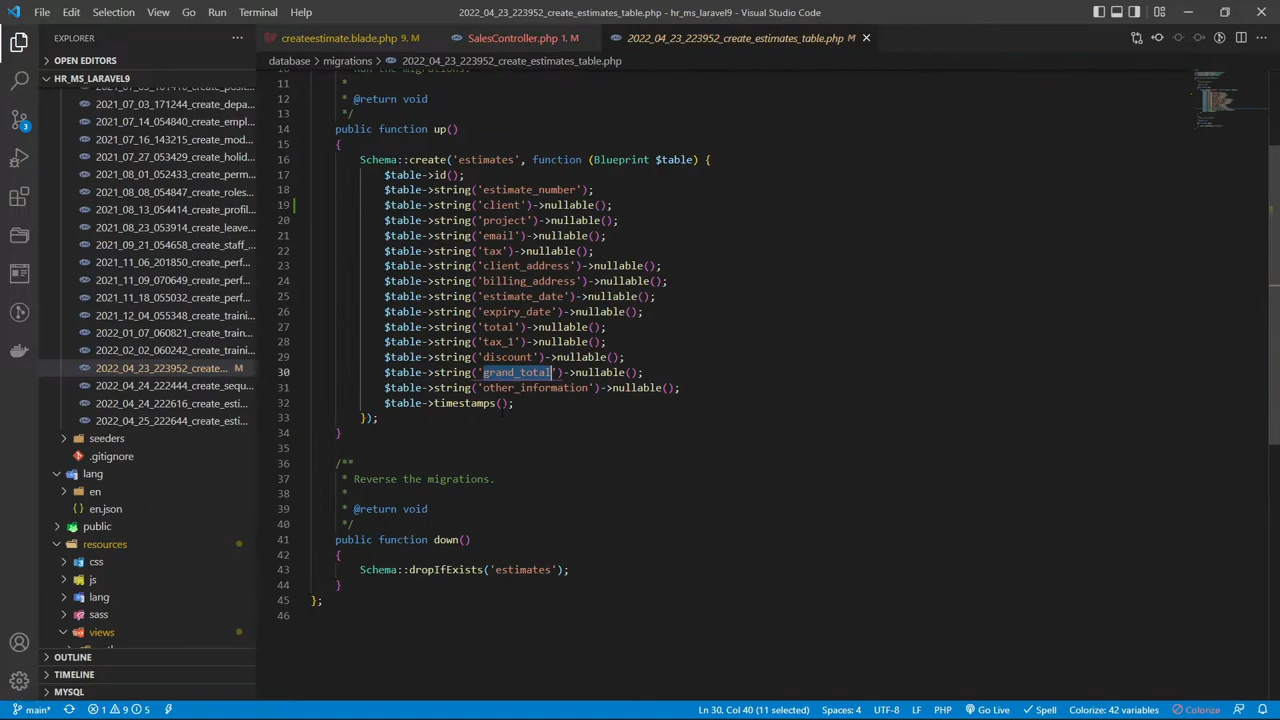 File Edit Selection View Go Run Terminal Help
2022_04_23_223952_create_estimates_table.php - hr_ms_laravel9 - Visual Studio Code
EXPLORER
OPEN EDITORS
HR_MS_LARAVEL9
2021_07_03_171244_create_depa...
2021_07_14_054840_create_empl...
2021_07_16_143215_create_mod...
2021_07_27_053429_create_holid...
2021_08_06_053433_create_perm...
2021_08_08_054847_create_roles...
2021_08_13_054414_create_profil...
2021_08_23_053914_create_leave...
2021_09_21_054658_create_staff_...
2021_11_06_201850_create_perf...
2021_11_09_070649_create_perf...
2021_11_18_055032_create_perf...
2021_12_04_055348_create_traini...
2022_01_07_060821_create_train...
2022_02_02_060242_create_traini...
2022_04_23_223952_create... M
2022_04_24_222444_create_sequ...
2022_04_24_222616_create_esti...
2022_04_25_222644_create_esti...
seeders
.gitignore
lang
en
en.json
public
resources
css
js
lang
sass
views
OUTLINE
TIMELINE
MYSQL
createestimate.blade.php 9, M
SalesController.php 1, M
2022_04_23_223952_create_estimates_table.php M
database > migrations > 2022_04_23_223952_create_estimates_table.php
11 *
12 * @return void
13 */
14 public function up()
15 {
16 Schema::create('estimates', function (Blueprint $table) {
17 $table->id();
18 $table->string('estimate_number');
19 $table->string('client')->nullable();
20 $table->string('project')->nullable();
21 $table->string('email')->nullable();
22 $table->string('tax')->nullable();
23 $table->string('client_address')->nullable();
24 $table->string('billing_address')->nullable();
25 $table->string('estimate_date')->nullable();
26 $table->string('expiry_date')->nullable();
27 $table->string('total')->nullable();
28 $table->string('tax_1')->nullable();
29 $table->string('discount')->nullable();
30 $table->string('grand_total')->nullable();
31 $table->string('other_information')->nullable();
32 $table->timestamps();
33 });
34 }
35
36 /**
37 * Reverse the migrations.
38 *
39 * @return void
40 */
41 public function down()
42 {
43 Schema::dropIfExists('estimates');
44 }
45 };
46
main* 1 9 5 Ln 30, Col 40 (11 selected) Spaces: 4 UTF-8 LF PHP Go Live Spell Colorize: 42 variables Colorize